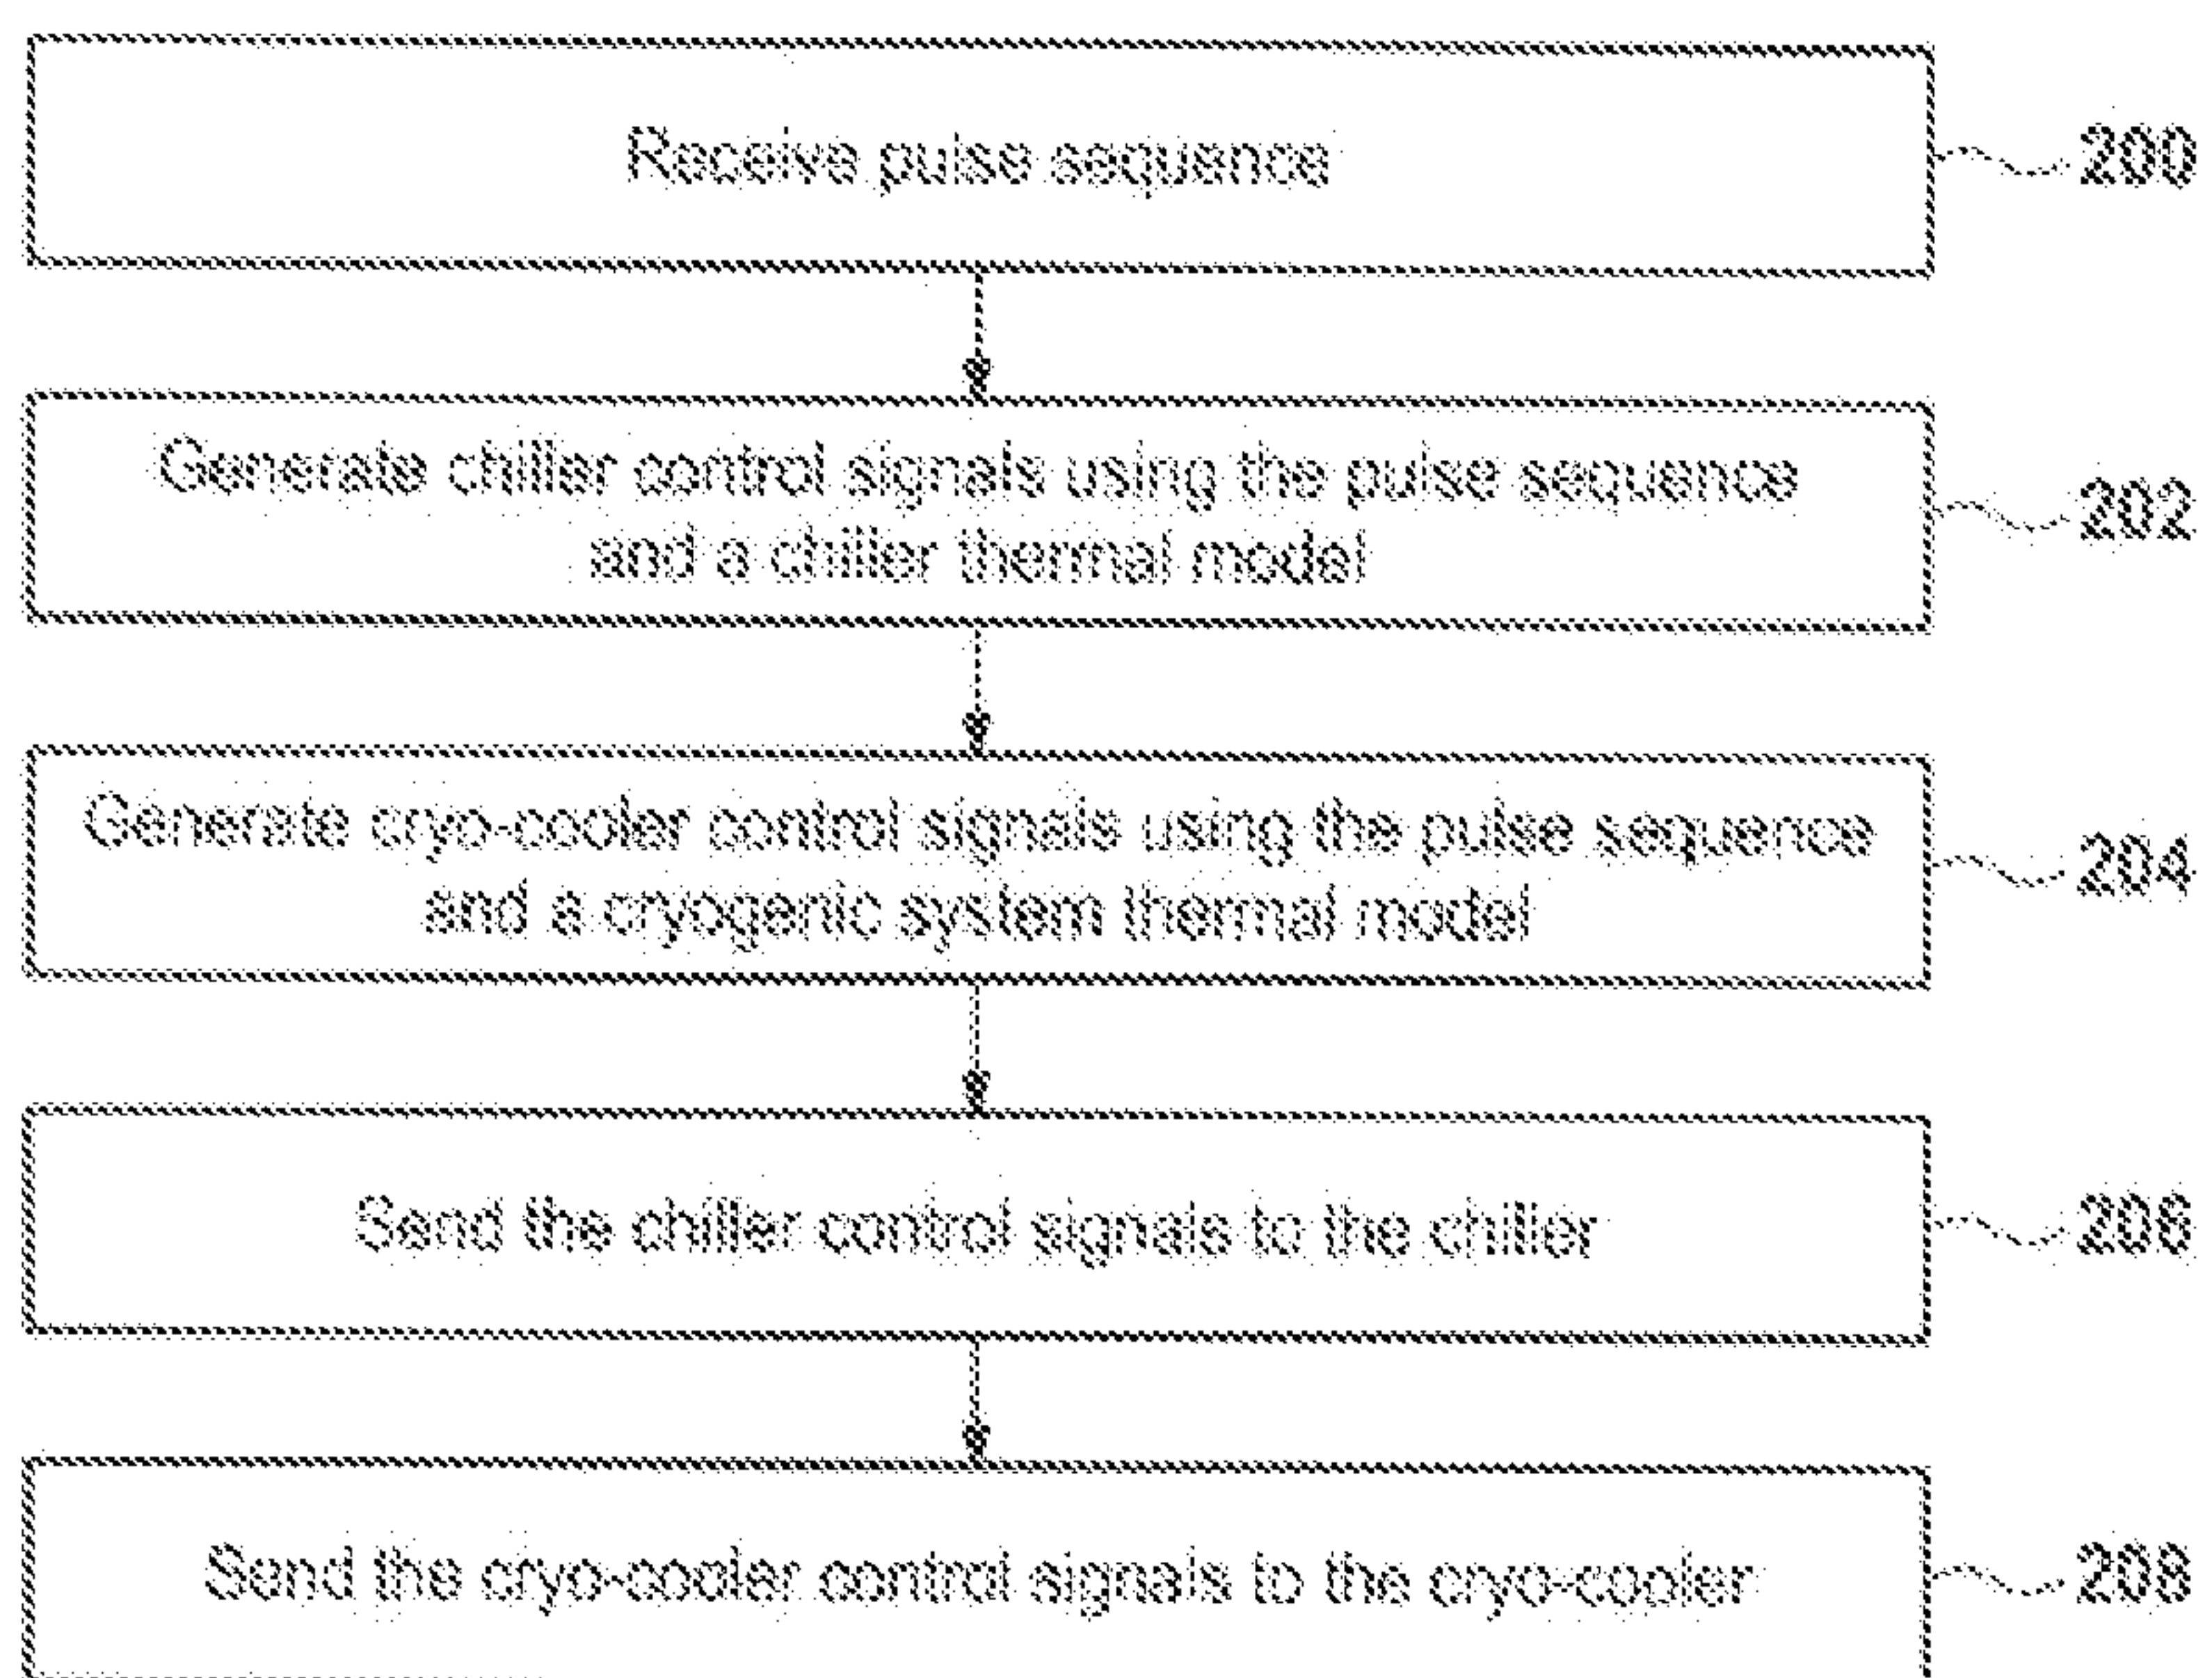 Receive pulse sequence
200
Generate chiller control signals using the pulse sequence
and a chiller thermal model
202
Generate cryo-cooler control signals using the pulse sequence
and a cryogenic system thermal model
204
Send the chiller control signals to the chiller
206
Send the cryo-cooler control signals to the cryo-cooler
208